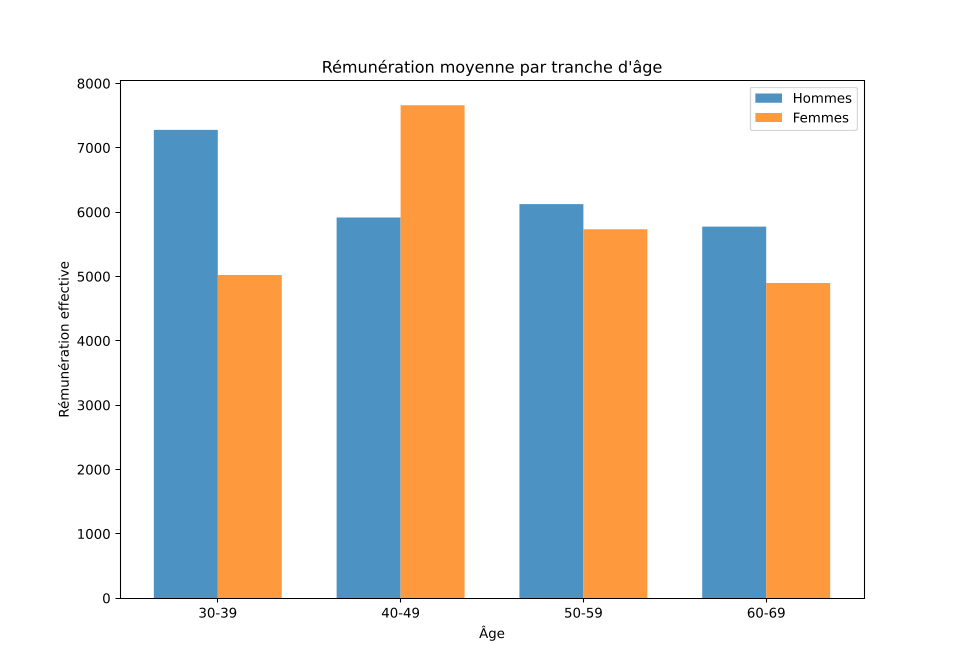 Rémunération moyenne par tranche d'âge
Hommes
Femmes
Rémunération effective
8000
7000
6000
5000
4000
3000
2000
1000
0
30-39
40-49
50-59
60-69
Âge